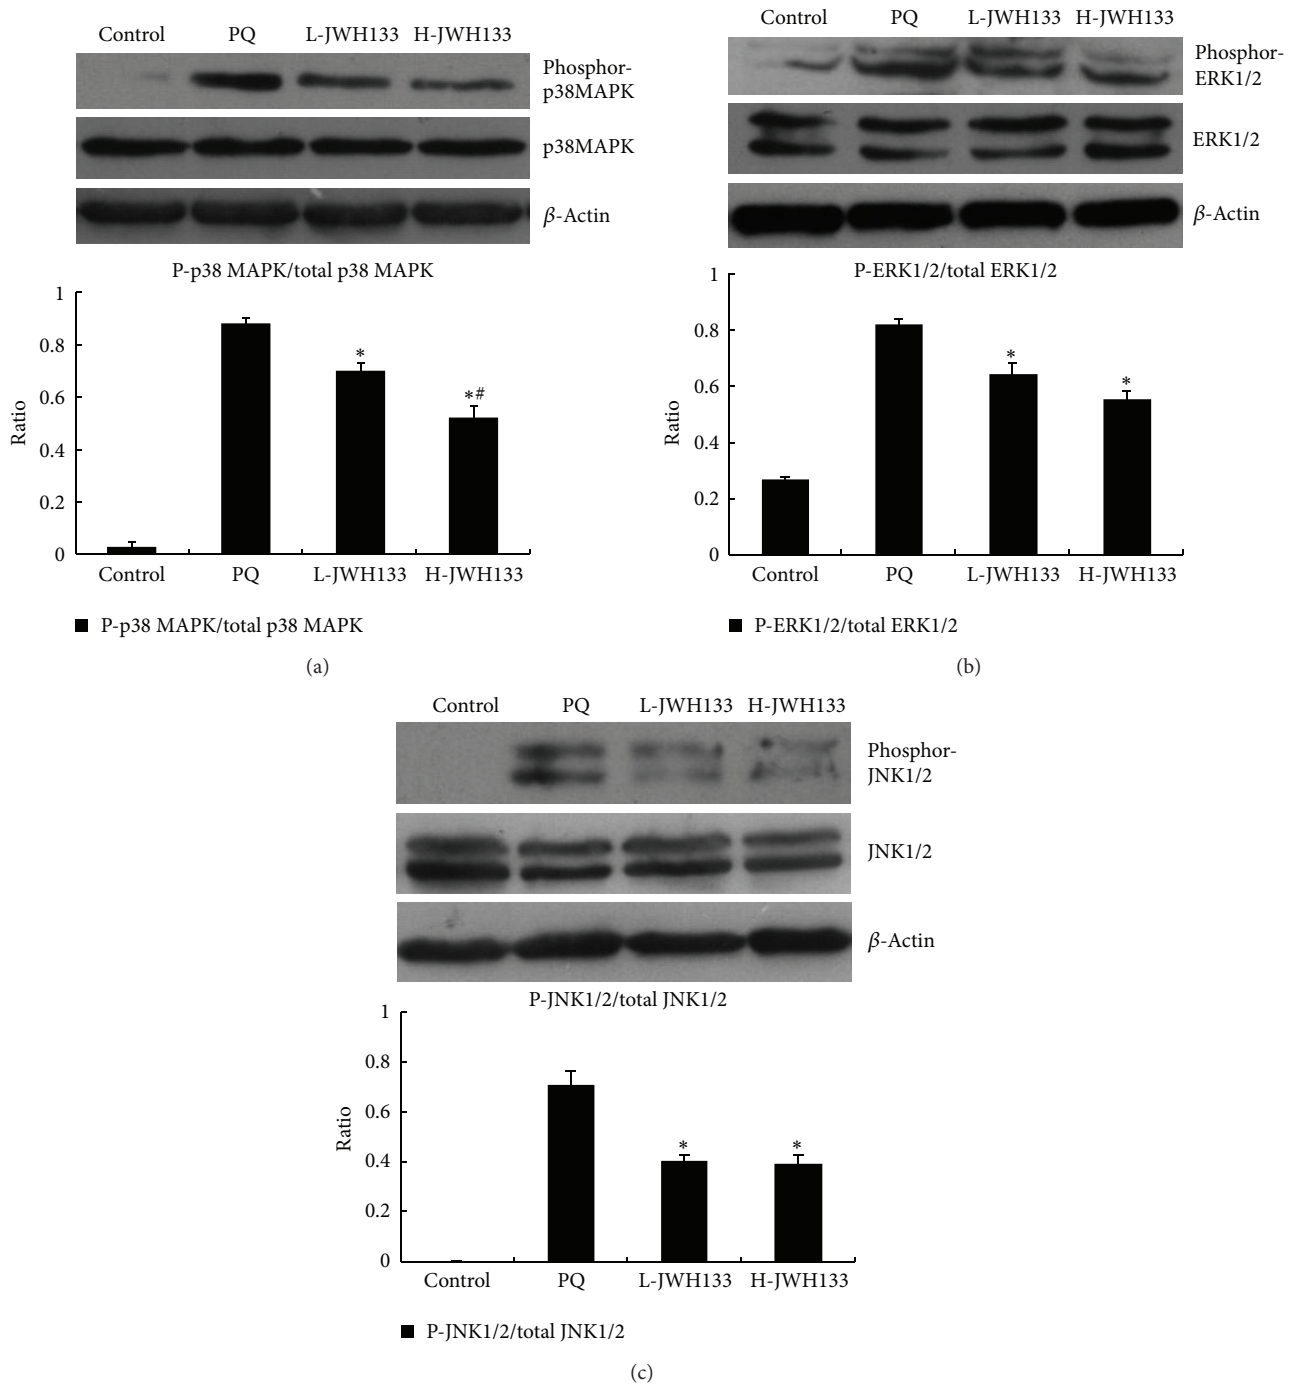 Control PQ L-JWH133 H-JWH133
Phosphor-
p38MAPK
p38MAPK
β-Actin
P-p38 MAPK/total p38 MAPK
1
0.8
0.6
0.4
0.2
0
Ratio
*
*#
Control PQ L-JWH133 H-JWH133
P-p38 MAPK/total p38 MAPK
(a)
Control PQ L-JWH133 H-JWH133
Phosphor-
ERK1/2
ERK1/2
β-Actin
P-ERK1/2/total ERK1/2
1
0.8
0.6
0.4
0.2
0
Ratio
*
*
Control PQ L-JWH133 H-JWH133
P-ERK1/2/total ERK1/2
(b)
Control PQ L-JWH133 H-JWH133
Phosphor-
JNK1/2
JNK1/2
β-Actin
P-JNK1/2/total JNK1/2
1
0.8
0.6
0.4
0.2
0
Ratio
* *
Control PQ L-JWH133 H-JWH133
P-JNK1/2/total JNK1/2
(c)